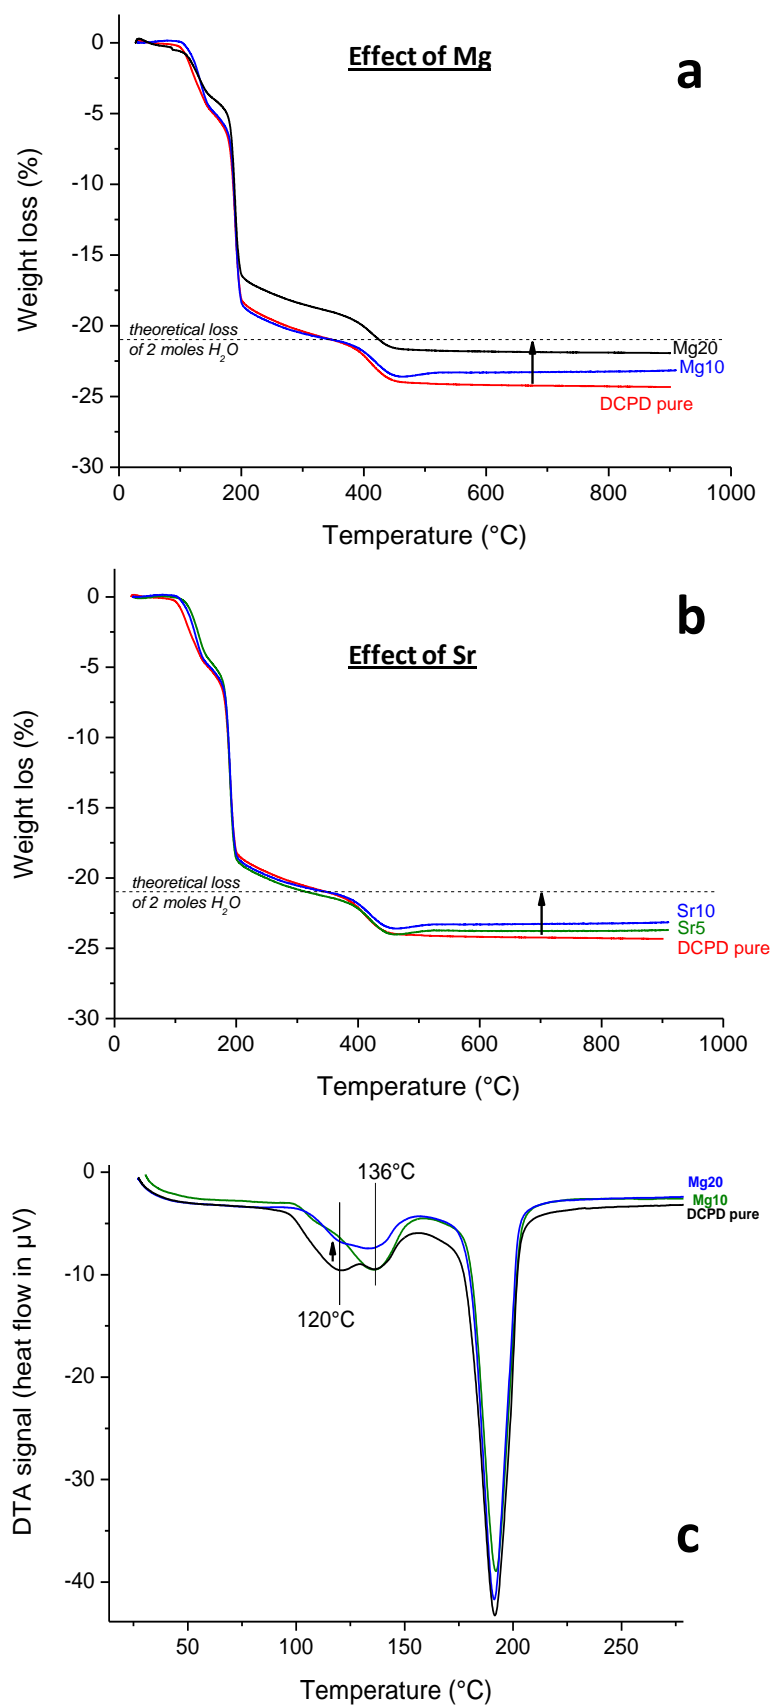 Effect of Mg
a
0
-5
-10
-15
-20
-25
-30
Weight loss (%)
theoretical loss
of 2 moles H2O
Mg20
Mg10
DCPD pure
0
200
400
600
800
1000
Temperature (°C)
b
Effect of Sr
0
-5
-10
-15
-20
-25
-30
Weight los (%)
theoretical loss
of 2 moles H2O
Sr10
Sr5
DCPD pure
0
200
400
600
800
1000
Temperature (°C)
136°C
Mg20
Mg10
DCPD pure
120°C
0
-10
-20
-30
-40
DTA signal (heat flow in µV)
c
50
100
150
200
250
Temperature (°C)